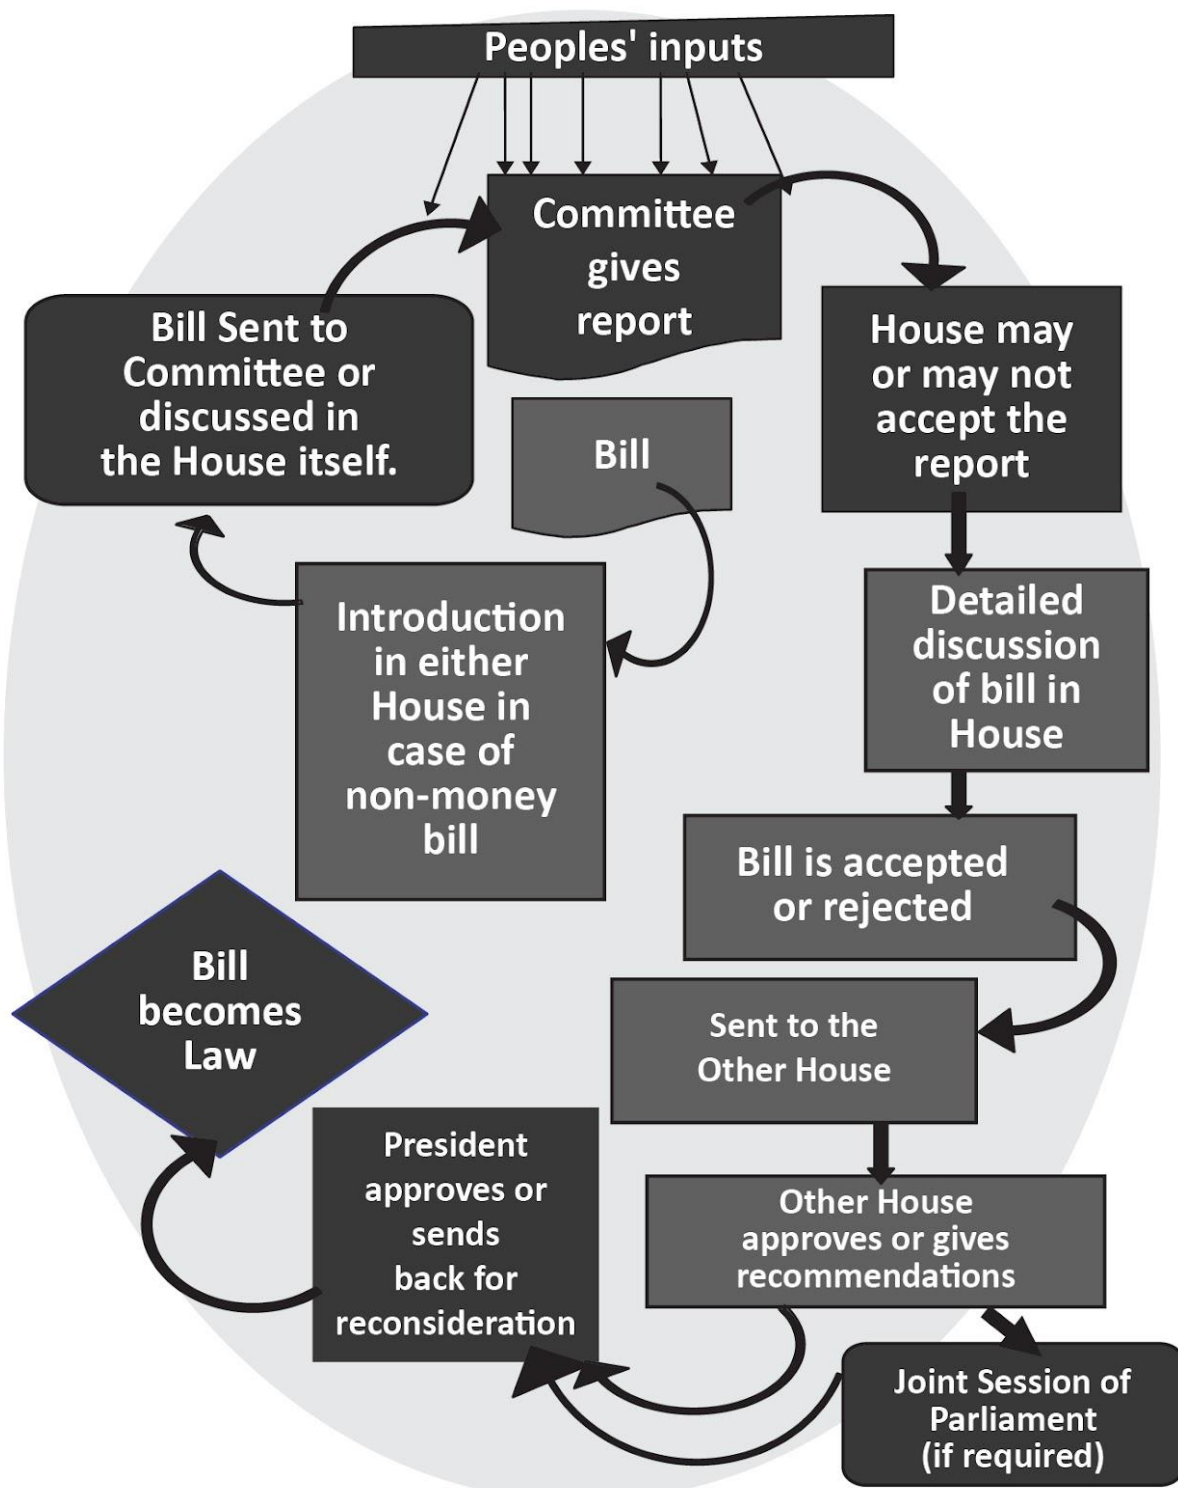 Peoples' inputs
Committee
gives
report
Bill Sent to
Committee or
discussed in
the House itself.
House may
or may not
accept the
report
Bill
Introduction
in either
House in
case of
non-money
bill
Detailed
discussion
of bill in
House
Bill is accepted
or rejected
Sent to the
Other House
Other House
approves or gives
recommendations
Joint Session of
Parliament
(if required)
President
approves or
sends
back for
reconsideration
Bill
becomes
Law